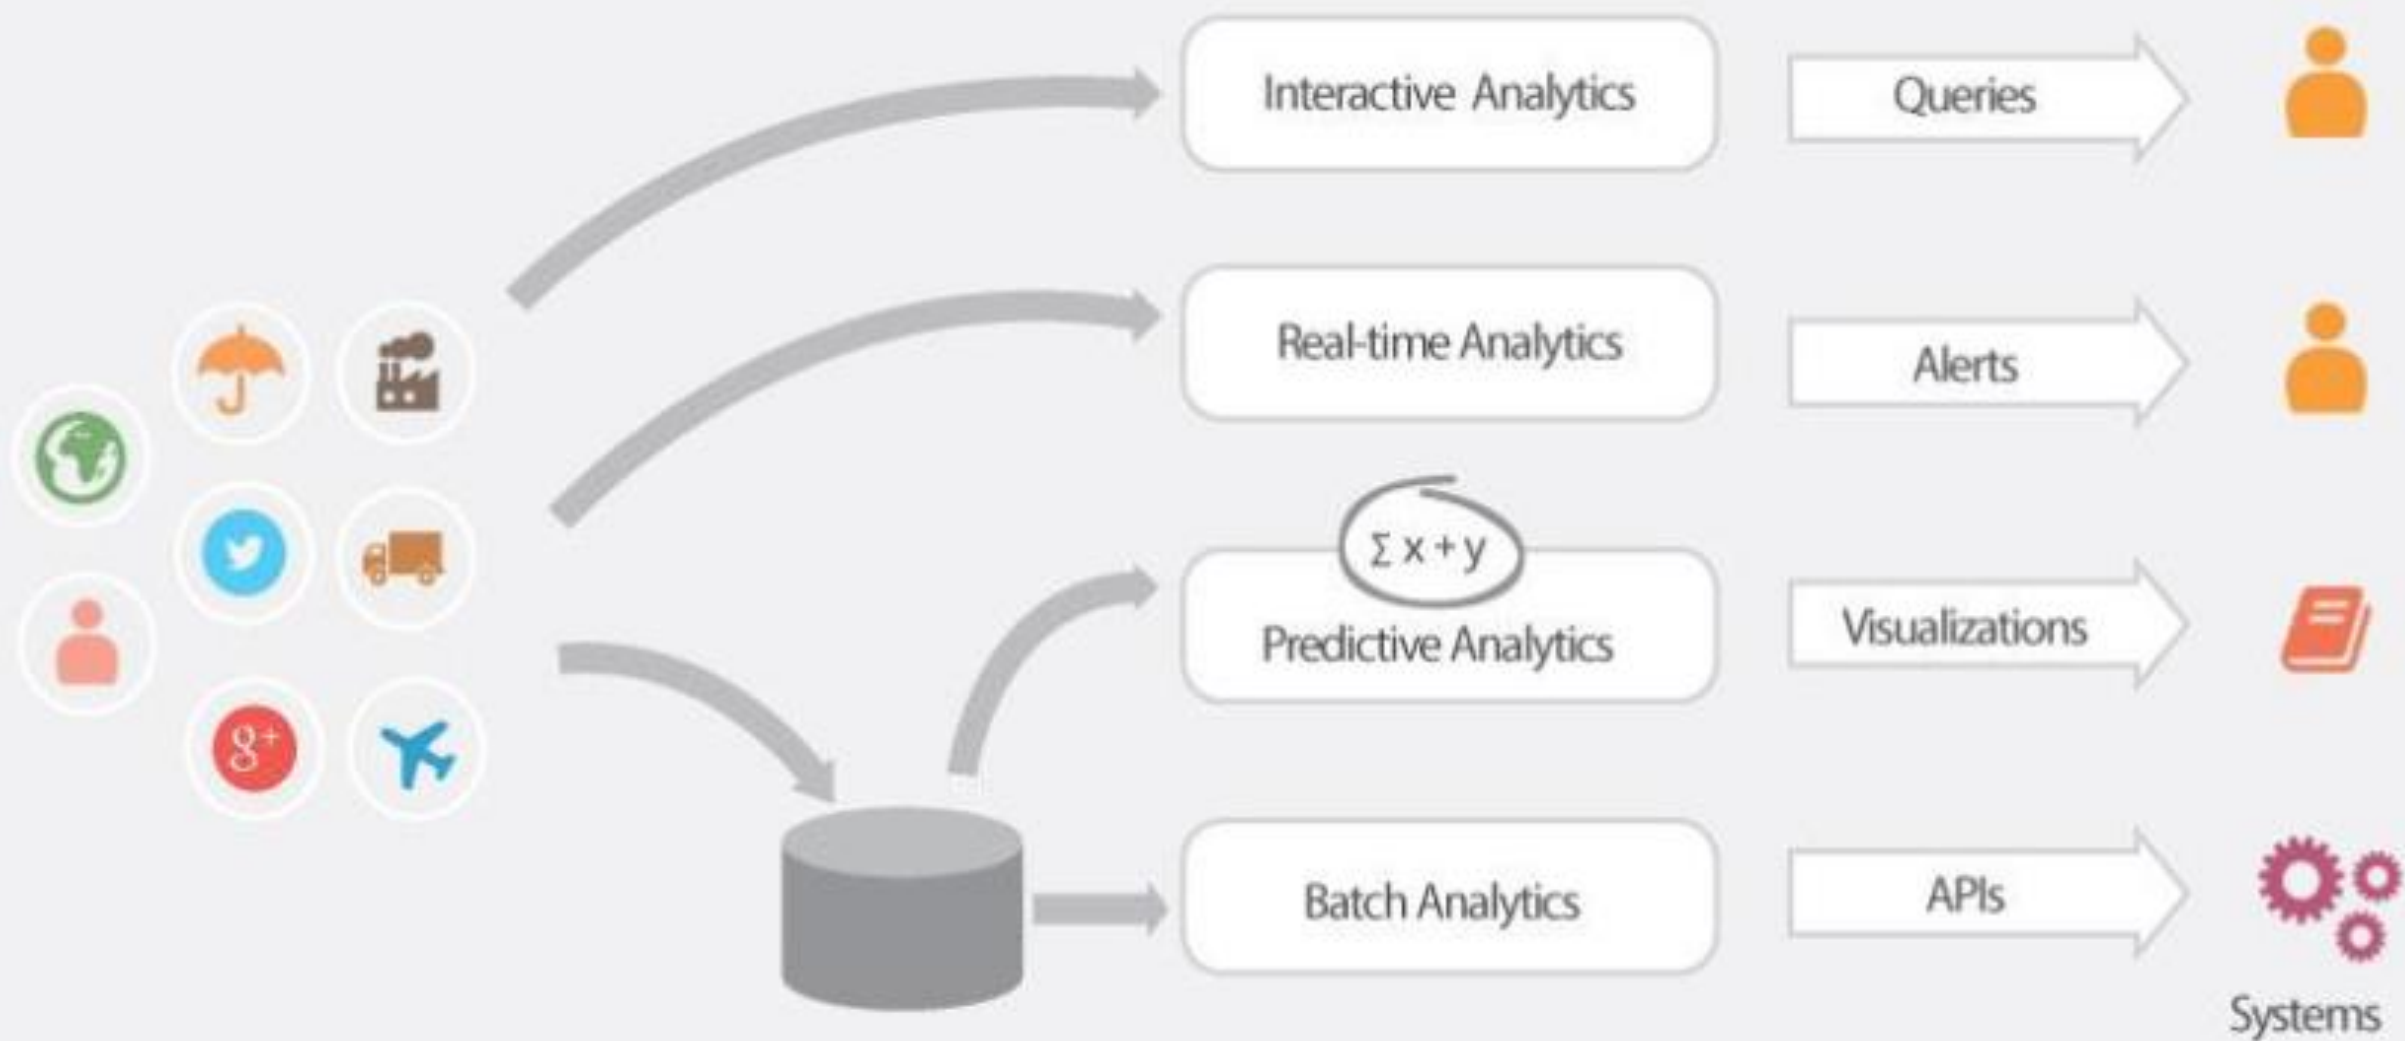 Interactive Analytics
Queries
Real-time Analytics
Alerts
Σ x + y
Predictive Analytics
Visualizations
g+
Batch Analytics
APIs
Systems